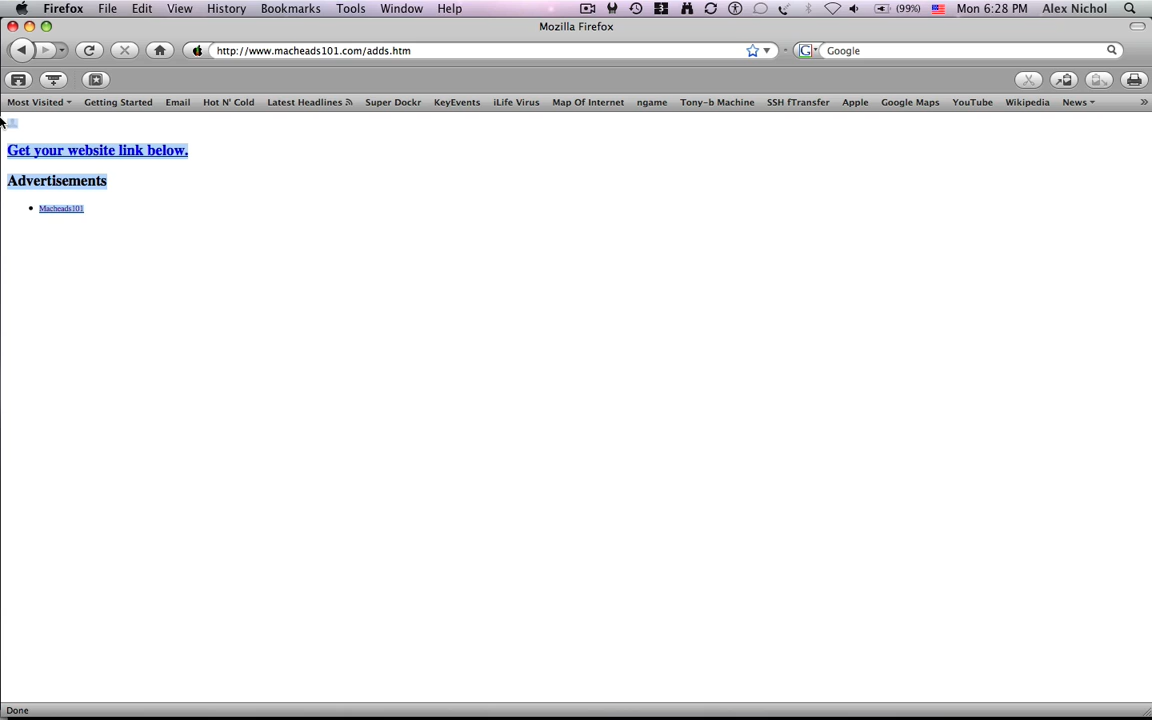 Firefox File Edit View History Bookmarks Tools Window Help 3 (99%) Mon 6:28 PM Alex Nichol
Mozilla Firefox
http://www.macheads101.com/adds.htm G Google
Most Visited Getting Started Email Hot N' Cold Latest Headlines Super Dockr KeyEvents iLife Virus Map Of Internet ngame Tony-b Machine SSH fTransfer Apple Google Maps YouTube Wikipedia News »
Get your website link below.
Advertisements
• Macheads101
Done